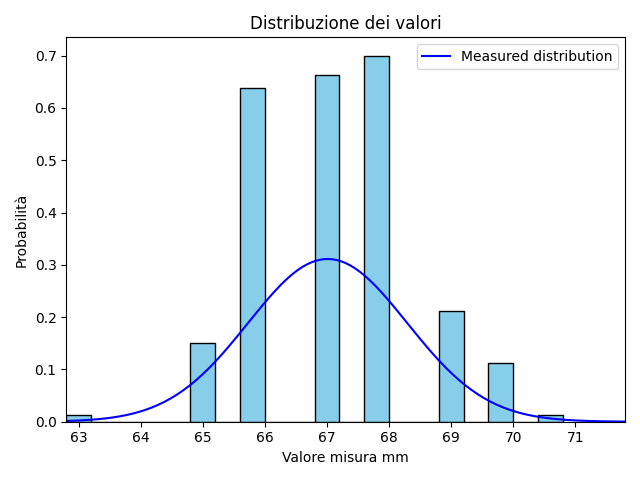 Distribuzione dei valori
Measured distribution
0.7
0.6
0.5
0.4
0.3
0.2
0.1
0.0
Probabilità
63 64 65 66 67 68 69 70 71
Valore misura mm